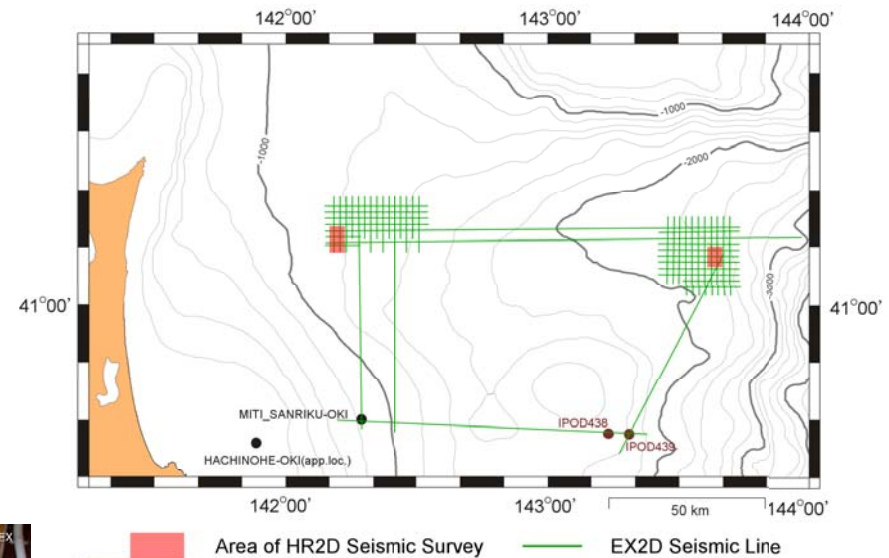 142°00' 143°00' 144°00'
-1000
-1000
-2000
41°00' 41°00'
-3000
MITI_SANRIKU-OKI
IPOD438
IPOD439
HACHINOHE-OKI(app.loc.)
142°00' 143°00' 50 km 144°00'
EX
Area of HR2D Seismic Survey EX2D Seismic Line